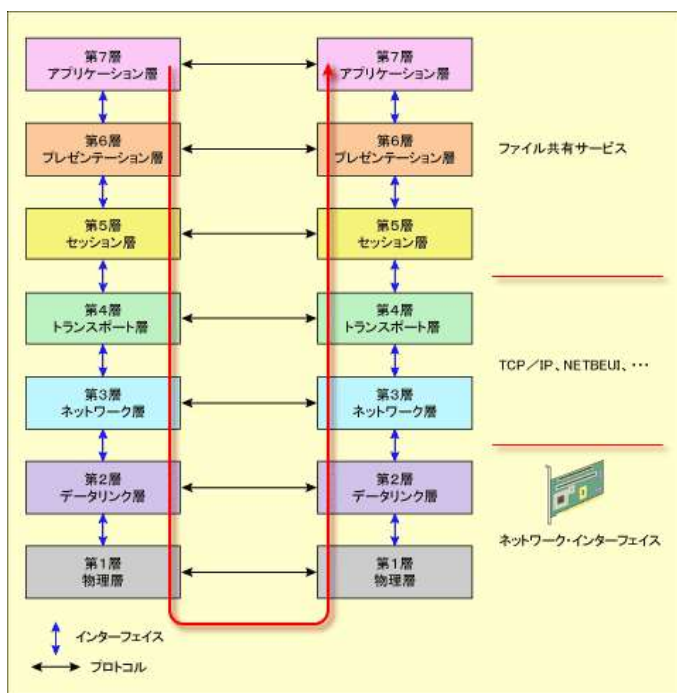 第7層
アプリケーション層
第7層
アプリケーション層
第6層
プレゼンテーション層
第6層
プレゼンテーション層
ファイル共有サービス
第5層
セッション層
第5層
セッション層
第4層
トランスポート層
第4層
トランスポート層
TCP／IP、NETBEUI、・・・
第3層
ネットワーク層
第3層
ネットワーク層
第2層
データリンク層
第2層
データリンク層
ネットワーク・インターフェイス
第1層
物理層
第1層
物理層
インターフェイス
プロトコル